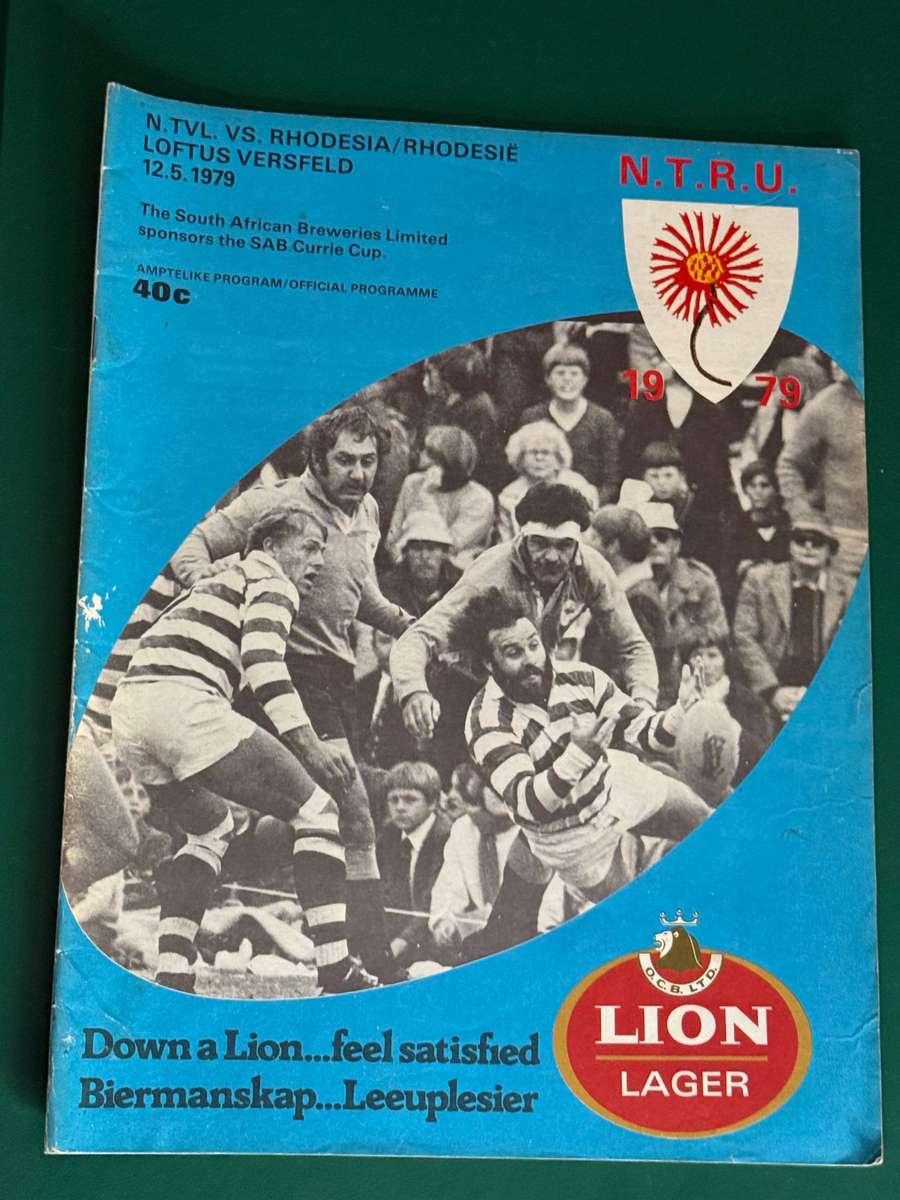 N.TVL. VS. RHODESIA/RHODESIË
LOFTUS VERSFELD
12.5.1979
The South African Breweries Limited
sponsors the SAB Currie Cup.
AMPTELIKE PROGRAM/OFFICIAL PROGRAMME
40c
N.T.R.U.
19 79
Down a Lion...feel satisfied
Biermanskap...Leeuplesier
O.C.B. LTD.
LION
LAGER